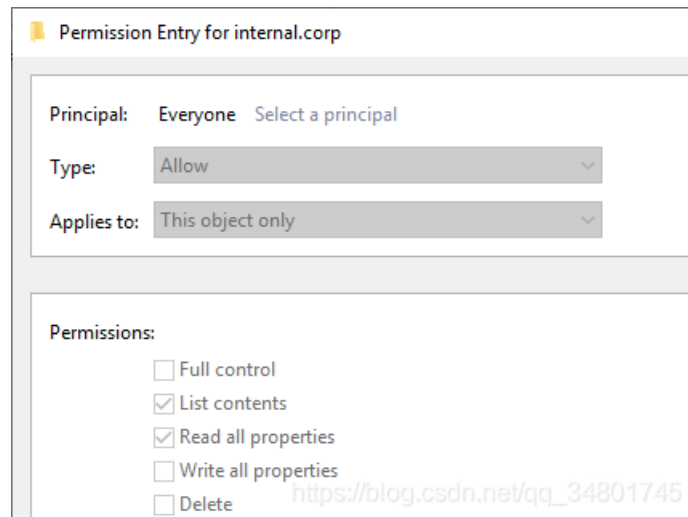 Permission Entry for internal.corp
Principal: Everyone Select a principal
Type: Allow
Applies to: This object only
Permissions:
Full control
List contents
Read all properties
Write all properties
Delete
https://blog.csdn.net/qq_34801745